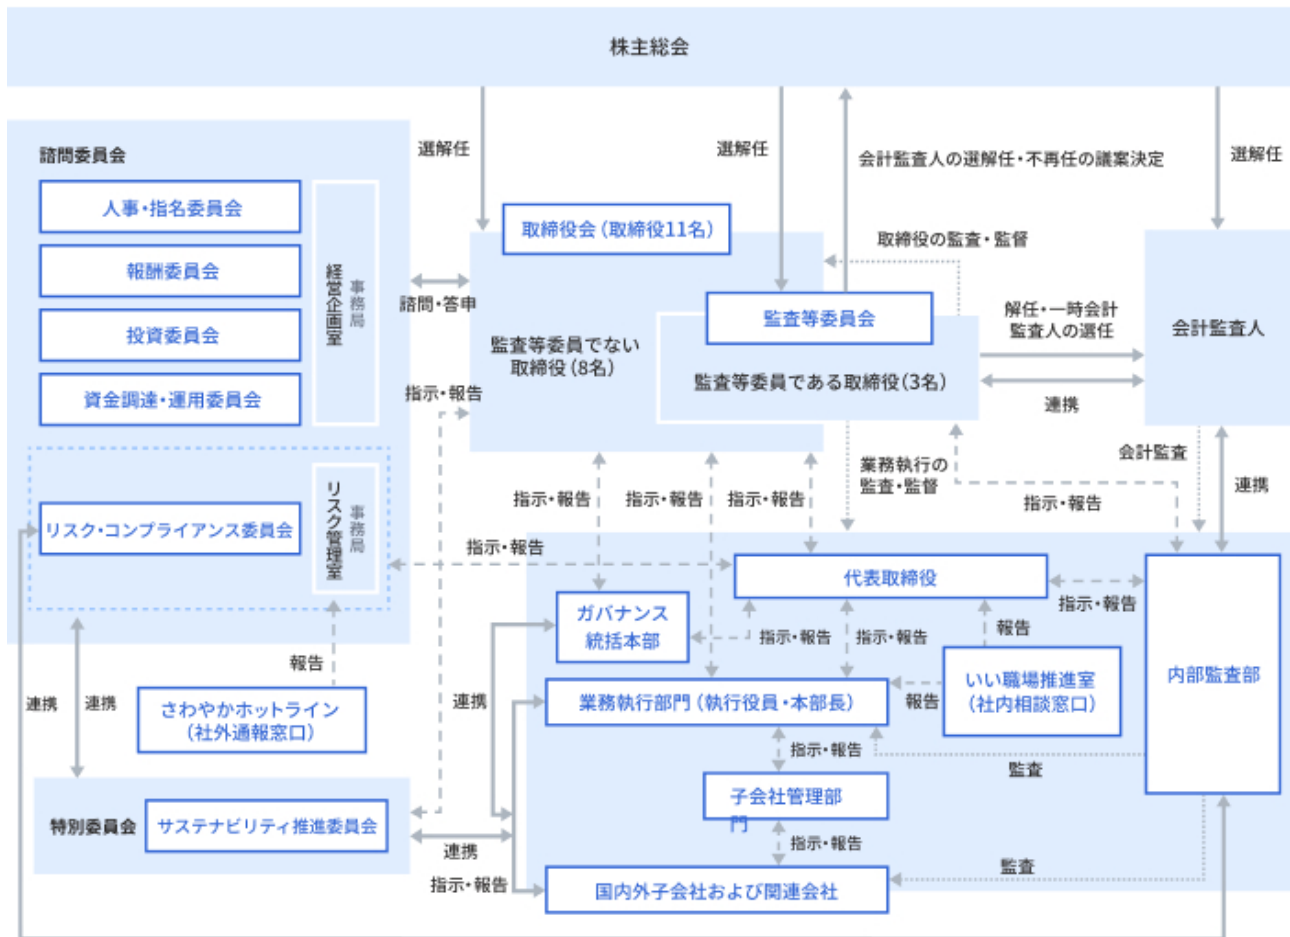 株主総会
選解任
選解任
会計監査人の選解任・不再任の議案決定
選解任
諮問委員会
人事・指名委員会
報酬委員会
投資委員会
資金調達・運用委員会
経営企画室
事務局
諮問・答申
取締役会（取締役11名）
取締役の監査・監督
監査等委員でない
取締役（8名）
監査等委員会
監査等委員である取締役（3名）
解任・一時会計
監査人の選任
連携
会計監査人
指示・報告
リスク・コンプライアンス委員会
リスク管理室
事務局
指示・報告
指示・報告
指示・報告
業務執行の
監査・監督
指示・報告
会計監査
連携
指示・報告
代表取締役
指示・報告
ガバナンス
統括本部
指示・報告
指示・報告
報告
いい職場推進室
（社内相談窓口）
報告
内部監査部
業務執行部門（執行役員・本部長）
指示・報告
監査
子会社管理部
門
指示・報告
監査
国内外子会社および関連会社
報告
さわやかホットライン
（社外通報窓口）
連携
連携
連携
特別委員会
サステナビリティ推進委員会
連携
指示・報告